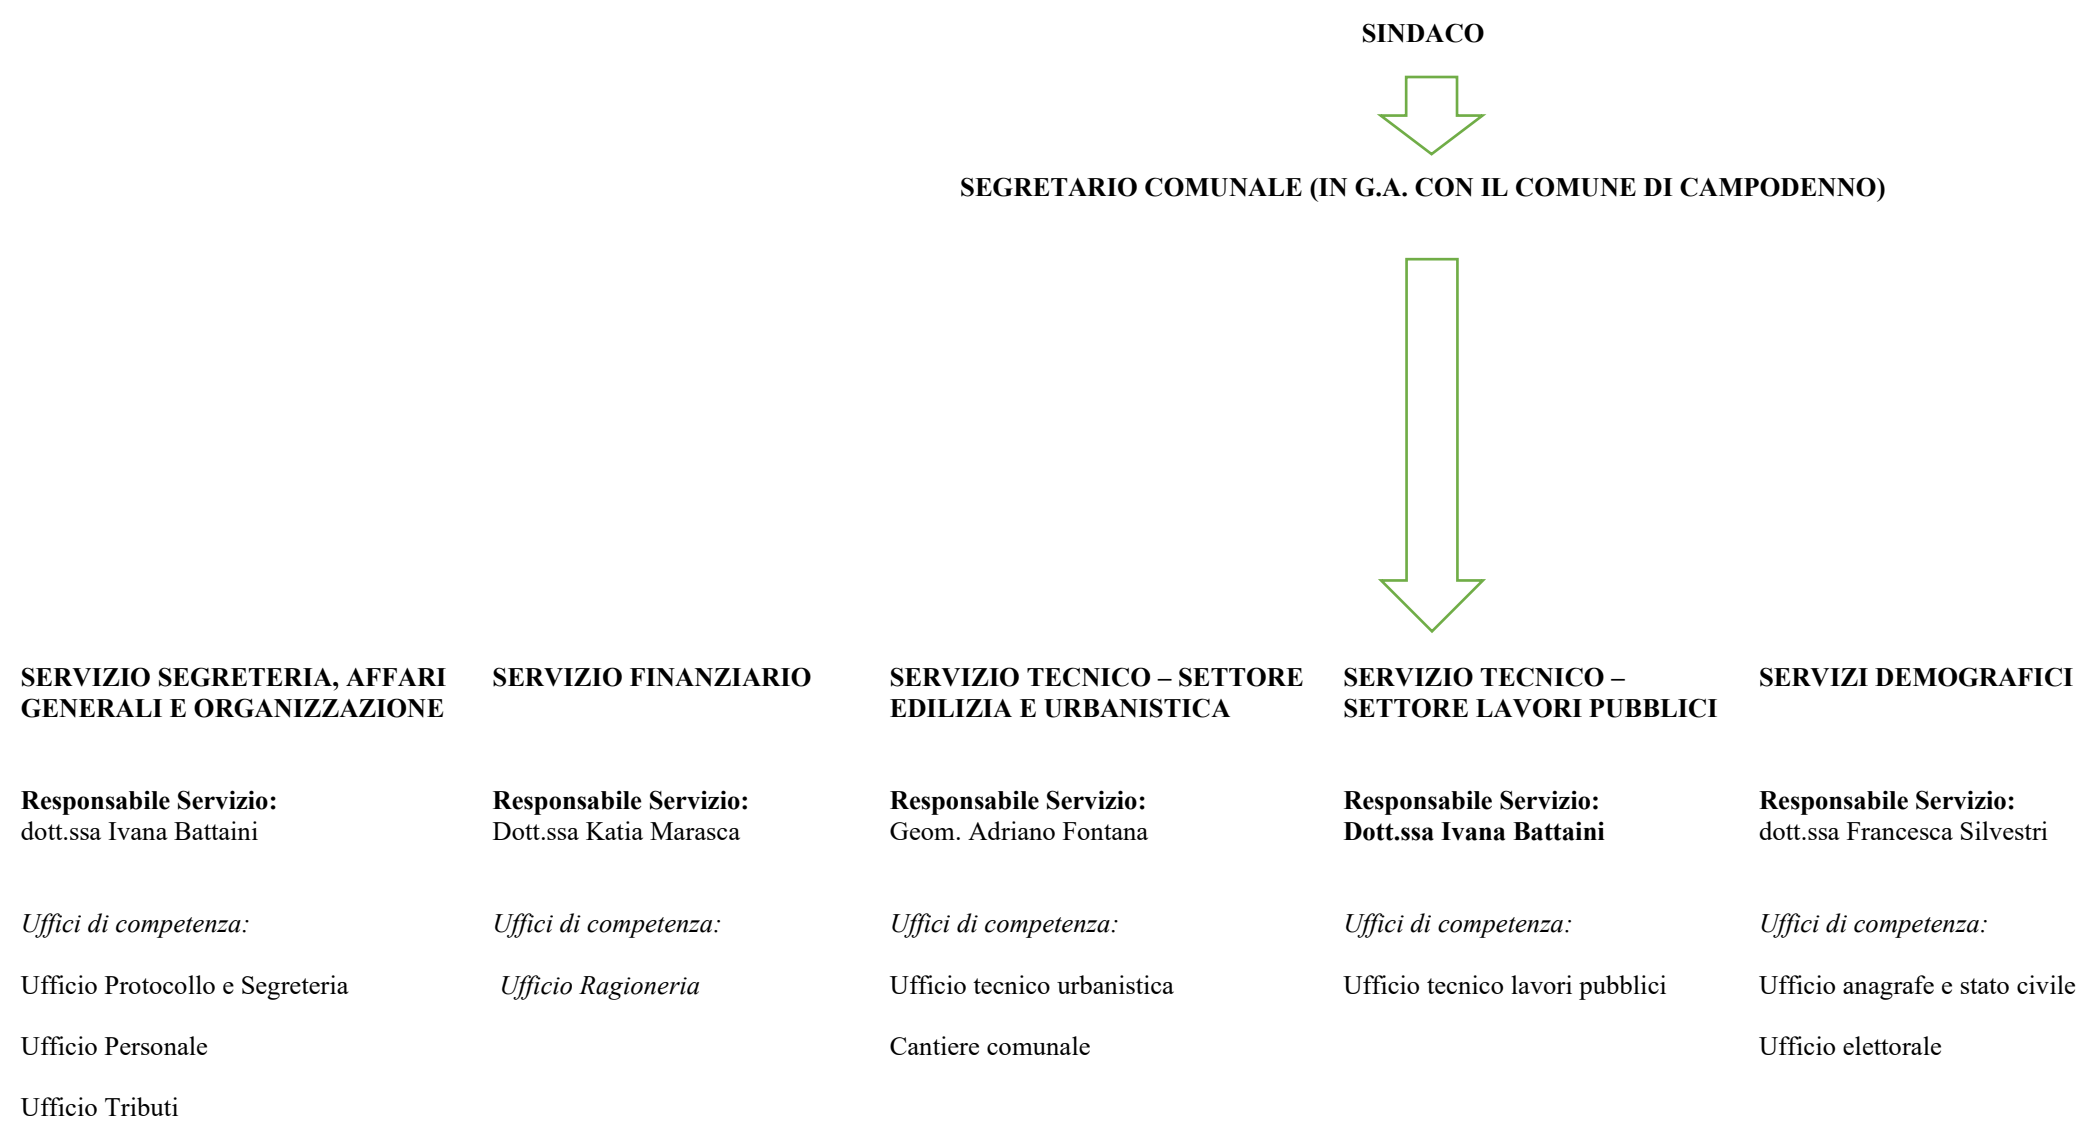 SINDACO
SEGRETARIO COMUNALE (IN G.A. CON IL COMUNE DI CAMPODENNO)
SERVIZIO SEGRETERIA, AFFARI
GENERALI E ORGANIZZAZIONE
Responsabile Servizio:
dott.ssa Ivana Battaini
Uffici di competenza:
Ufficio Protocollo e Segreteria
Ufficio Personale
Ufficio Tributi
SERVIZIO FINANZIARIO
Responsabile Servizio:
Dott.ssa Katia Marasca
Uffici di competenza:
Ufficio Ragioneria
SERVIZIO TECNICO – SETTORE
EDILIZIA E URBANISTICA
Responsabile Servizio:
Geom. Adriano Fontana
Uffici di competenza:
Ufficio tecnico urbanistica
Cantiere comunale
SERVIZIO TECNICO –
SETTORE LAVORI PUBBLICI
Responsabile Servizio:
Dott.ssa Ivana Battaini
Uffici di competenza:
Ufficio tecnico lavori pubblici
SERVIZI DEMOGRAFICI
Responsabile Servizio:
dott.ssa Francesca Silvestri
Uffici di competenza:
Ufficio anagrafe e stato civile
Ufficio elettorale